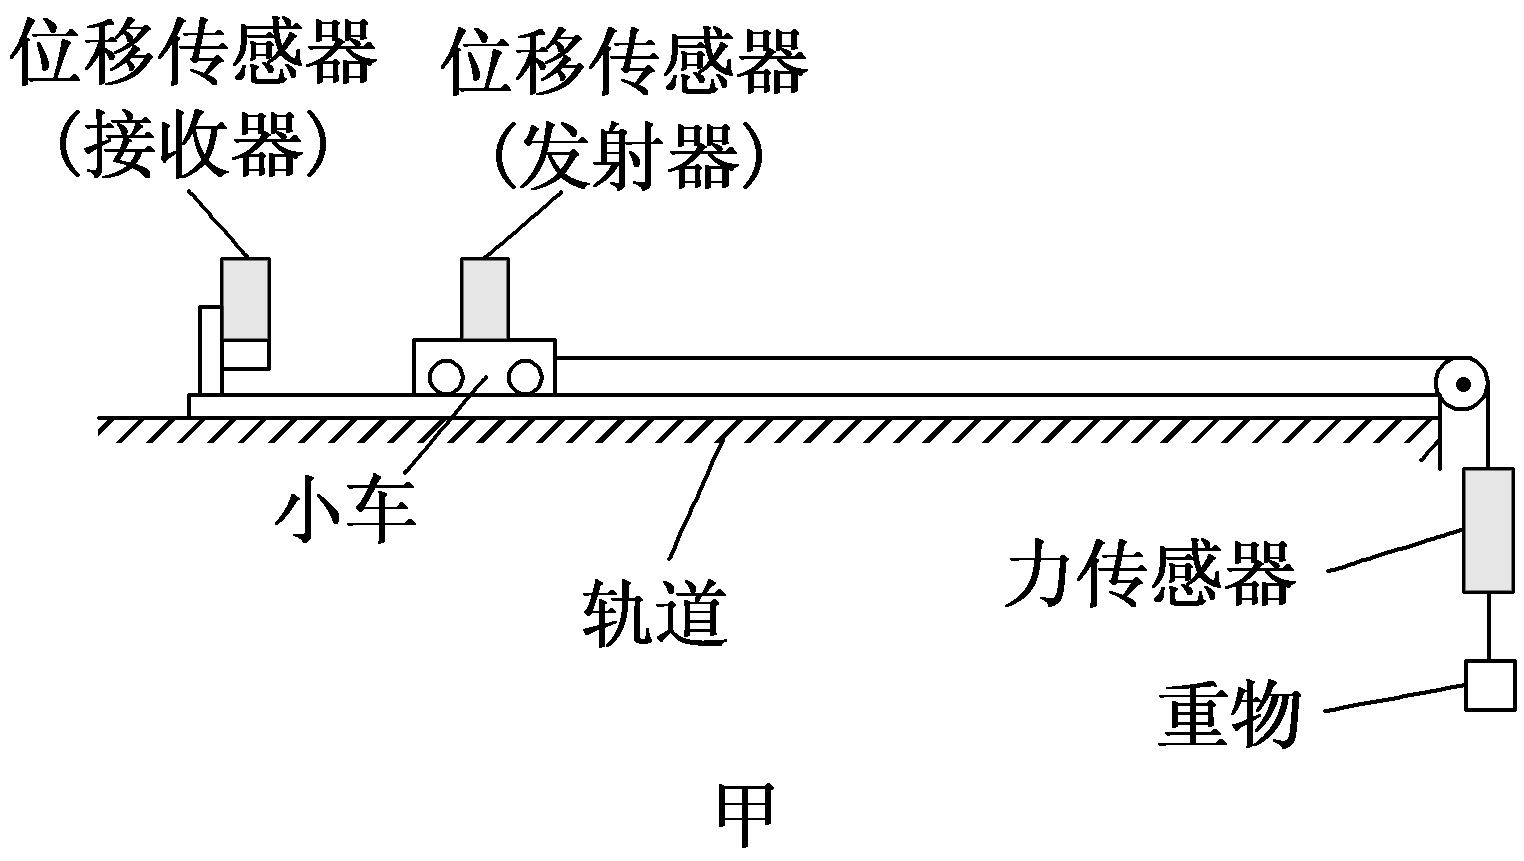 位移传感器
(接收器)
位移传感器
(发射器)
小车
轨道
力传感器
重物
甲